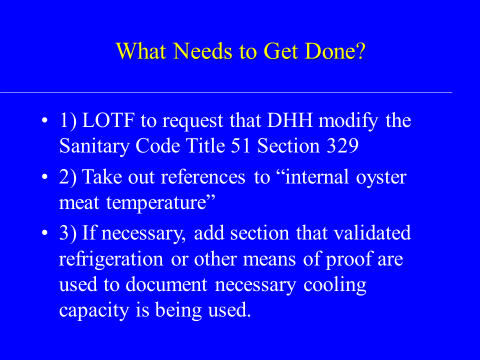 What Needs to Get Done?
• 1) LOTF to request that DHH modify the
Sanitary Code Title 51 Section 329
• 2) Take out references to “internal oyster
meat temperature”
• 3) If necessary, add section that validated
refrigeration or other means of proof are
used to document necessary cooling
capacity is being used.